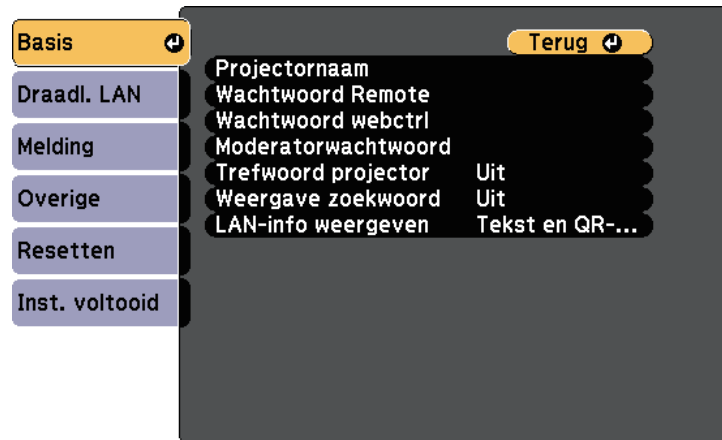 Basis
Draadl. LAN
Melding
Overige
Resetten
Inst. voltooid
Terug
Projectornaam
Wachtwoord Remote
Wachtwoord webctrl
Moderatorwachtwoord
Trefwoord projector Uit
Weergave zoekwoord Uit
LAN-info weergeven Tekst en QR-...